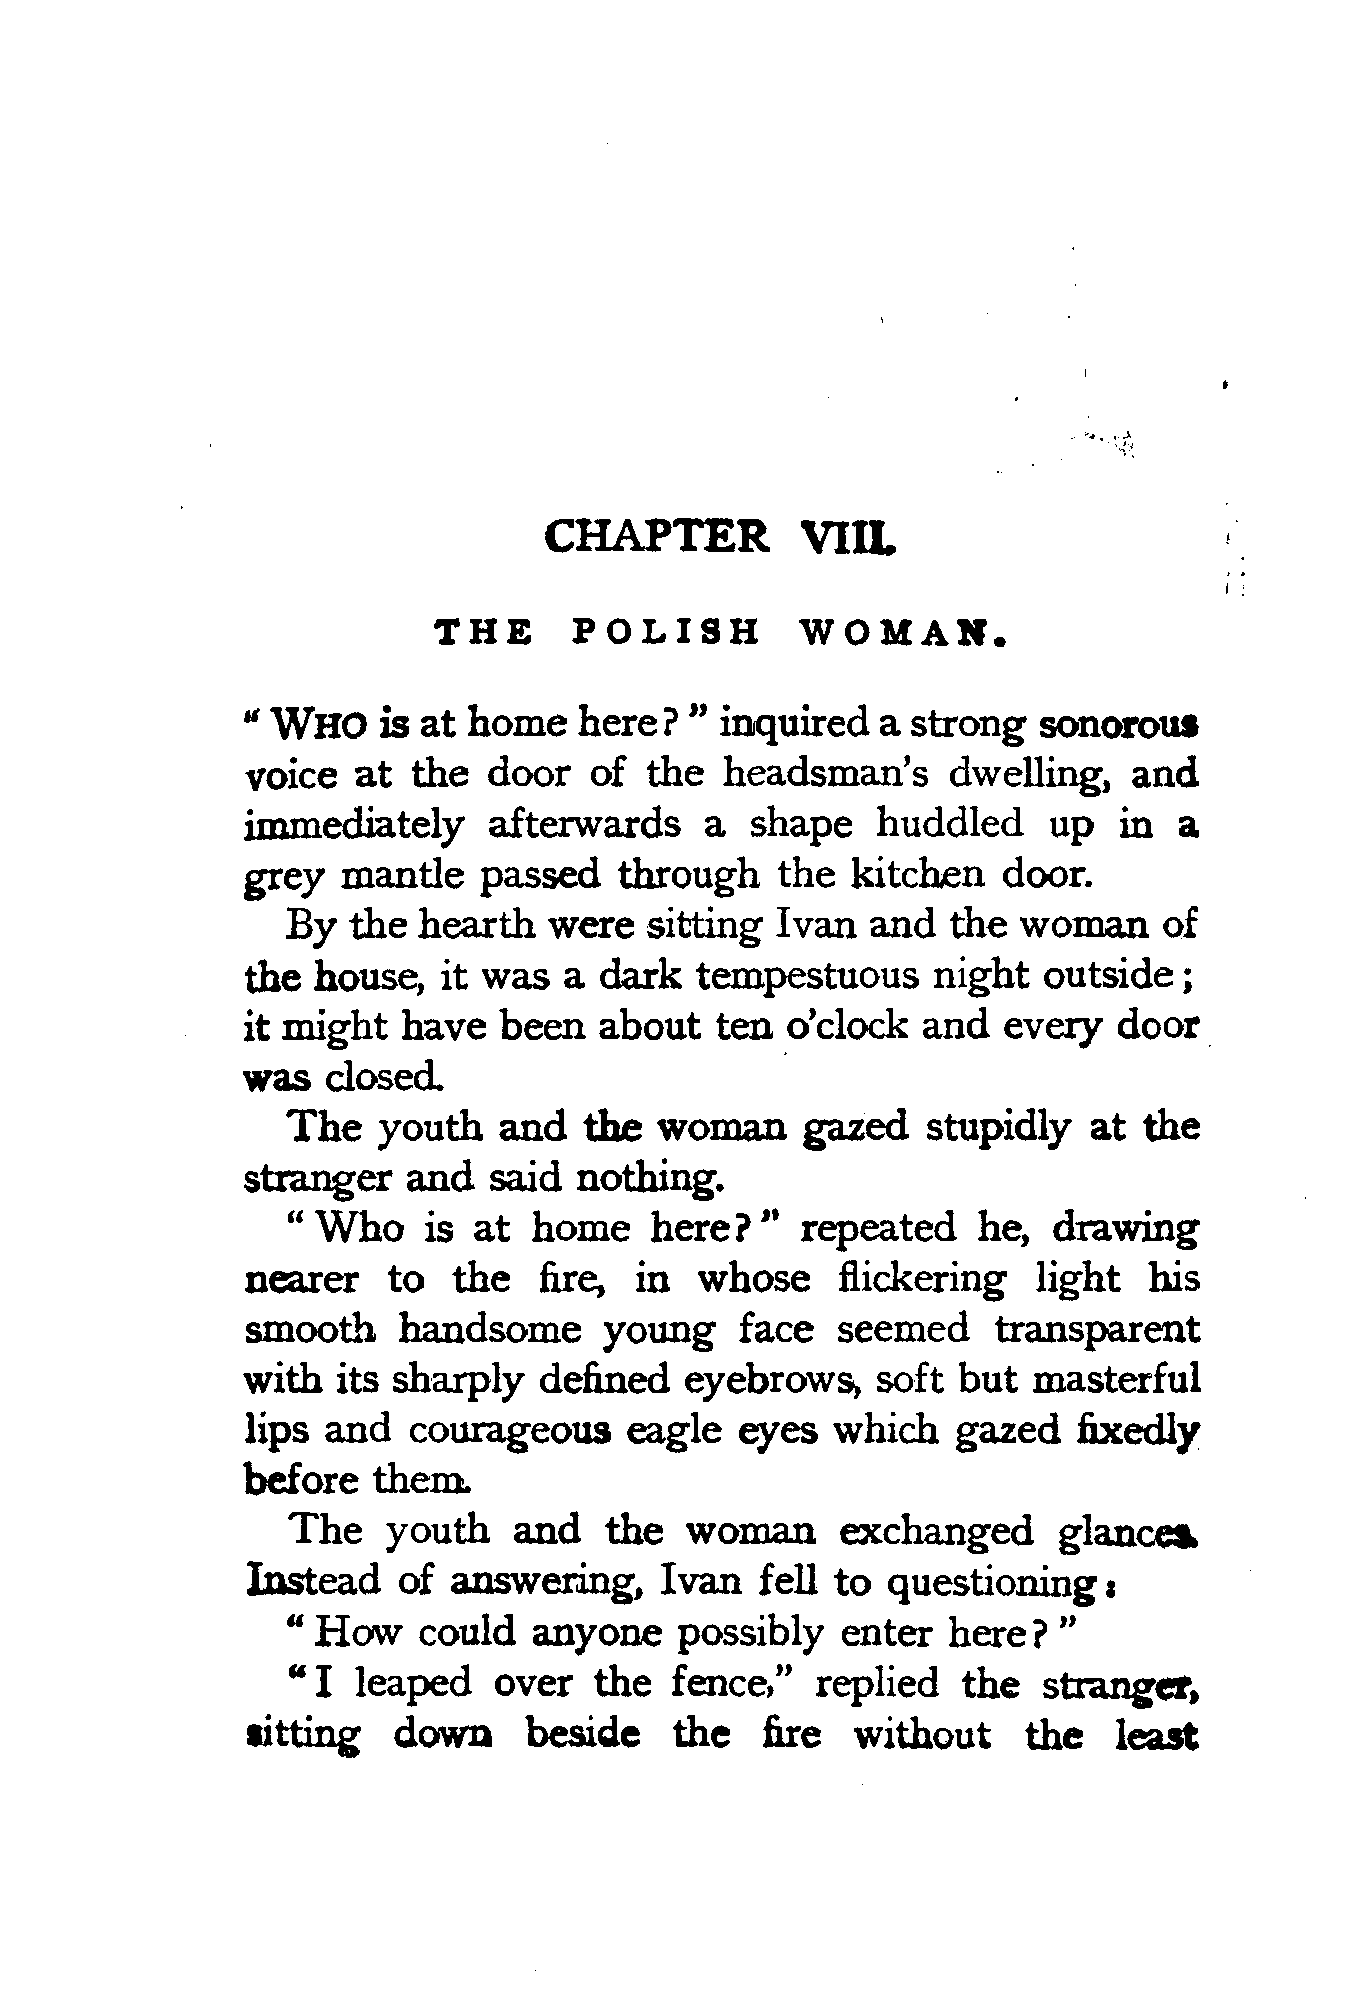 CHAPTER VIII.
THE POLISH WOMAN.
" WHO is at home here? " inquired a strong sonorous
voice at the door of the headsman's dwelling, and
immediately afterwards a shape huddled up in a
grey mantle passed through the kitchen door.
By the hearth were sitting Ivan and the woman of
the house, it was a dark tempestuous night outside ;
it might have been about ten o'clock and every door
was closed.
The youth and the woman gazed stupidly at the
stranger and said nothing.
" Who is at home here? " repeated he, drawing
nearer to the fire, in whose flickering light his
smooth handsome young face seemed transparent
with its sharply defined eyebrows, soft but masterful
lips and courageous eagle eyes which gazed fixedly
before them.
The youth and the woman exchanged glances.
Instead of answering, Ivan fell to questioning :
" How could anyone possibly enter here? "
" I leaped over the fence," replied the stranger,
sitting down beside the fire without the least